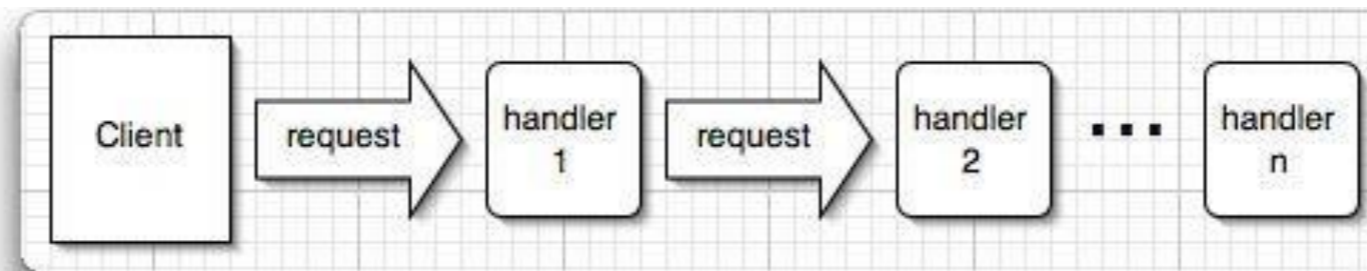 Client
request
handler
1
request
handler
2
...
handler
n